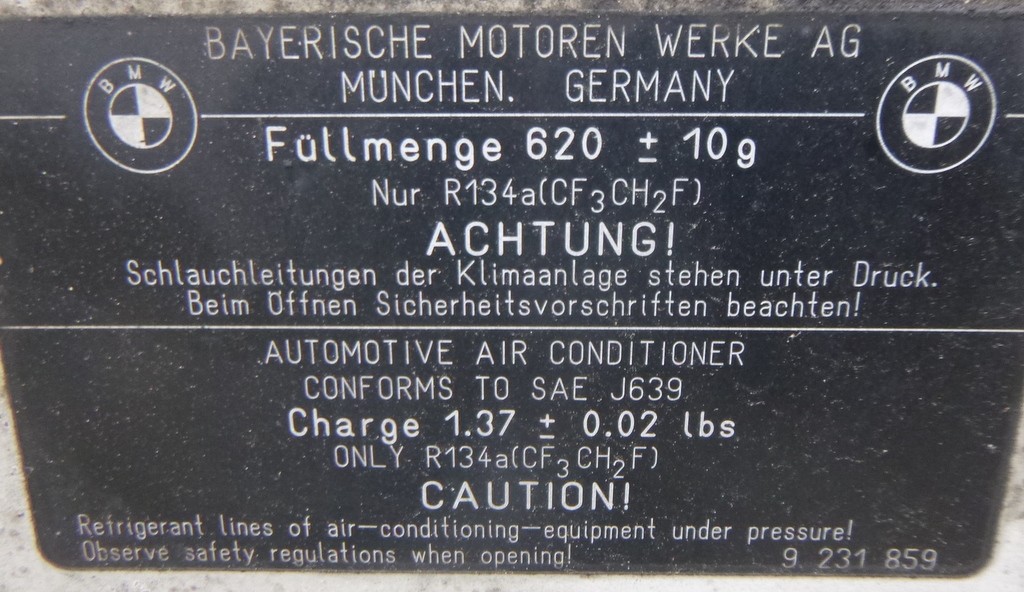 BAYERISCHE MOTOREN WERKE AG
MÜNCHEN. GERMANY
BMW
BMW
Füllmenge 620 ± 10g
Nur R134a(CF₃CH₂F)
ACHTUNG!
Schlauchleitungen der Klimaanlage stehen unter Druck.
Beim Öffnen Sicherheitsvorschriften beachten!
AUTOMOTIVE AIR CONDITIONER
CONFORMS TO SAE J639
Charge 1.37 ± 0.02 lbs
ONLY R134a(CF₃CH₂F)
CAUTION!
Refrigerant lines of air-conditioning-equipment under pressure!
Observe safety regulations when opening!
9 231 859